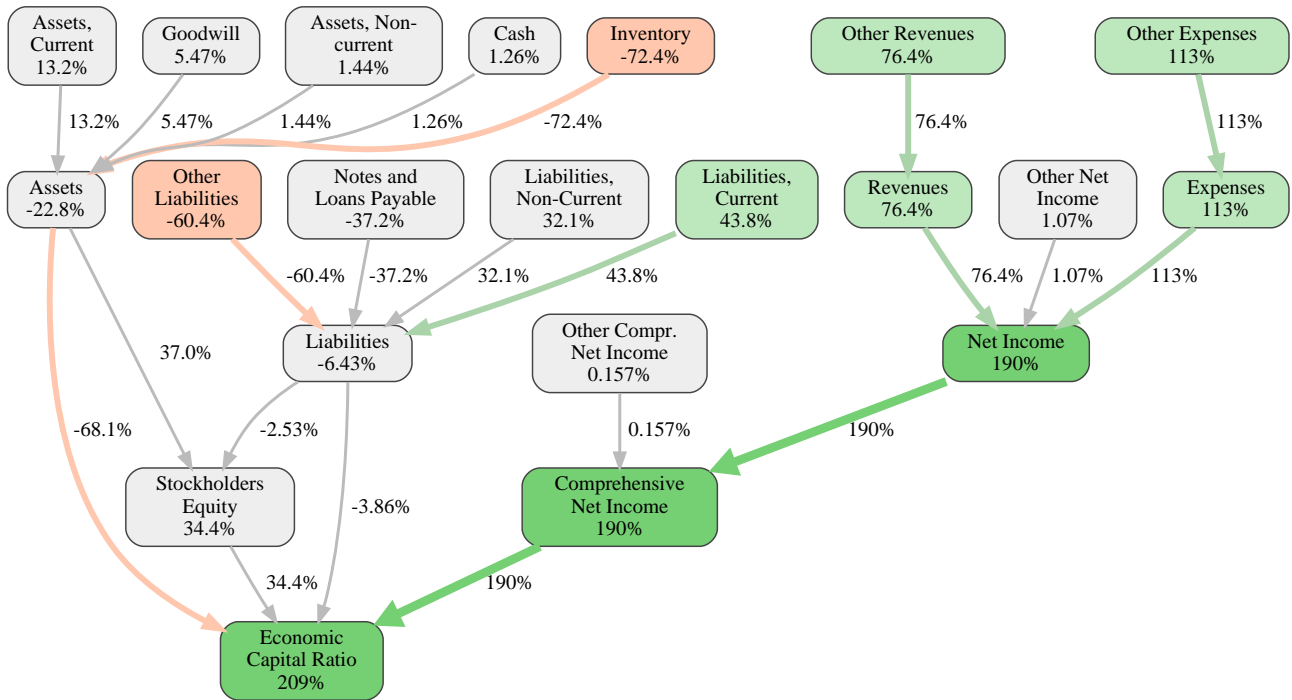 Assets,
Current
13.2%
Goodwill
5.47%
Assets, Non-
current
1.44%
Cash
1.26%
Inventory
-72.4%
Other Revenues
76.4%
Other Expenses
113%
13.2%
5.47%
1.44%
1.26%
-72.4%
76.4%
113%
Assets
-22.8%
Other
Liabilities
-60.4%
Notes and
Loans Payable
-37.2%
Liabilities,
Non-Current
32.1%
Liabilities,
Current
43.8%
Revenues
76.4%
Other Net
Income
1.07%
Expenses
113%
-60.4%
-37.2%
32.1%
43.8%
76.4%
1.07%
113%
37.0%
Liabilities
-6.43%
Other Compr.
Net Income
0.157%
Net Income
190%
-68.1%
-2.53%
0.157%
190%
Stockholders
Equity
34.4%
-3.86%
Comprehensive
Net Income
190%
34.4%
190%
Economic
Capital Ratio
209%